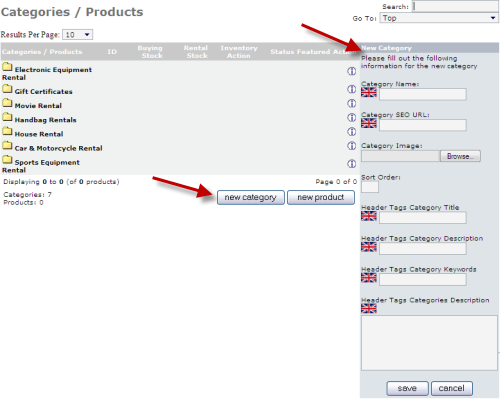 Categories / Products
Search:
Go To: Top
Results Per Page: 10
Categories / Products ID Buying Stock Rental Stock Inventory Action Status Featured Action
Electronic Equipment Rental
Gift Certificates
Movie Rental
Handbag Rentals
House Rental
Car & Motorcycle Rental
Sports Equipment Rental
Displaying 0 to 0 (of 0 products) Page 0 of 0
Categories: 7
Products: 0
new category new product
New Category
Please fill out the following information for the new category
Category Name:
Category SEO URL:
Category Image:
Browse...
Sort Order:
Header Tags Category Title
Header Tags Category Description
Header Tags Category Keywords
Header Tags Categories Description
save cancel